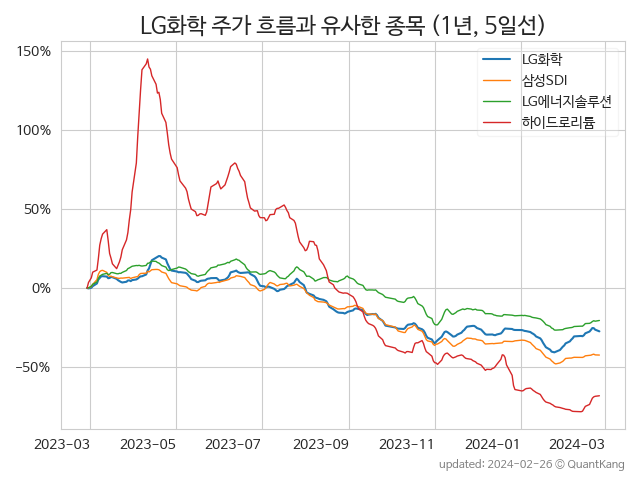 LG화학 주가 흐름과 유사한 종목 (1년, 5일선)
LG화학
삼성SDI
LG에너지솔루션
하이드로리튬
150%
100%
50%
0%
−50%
2023-03 2023-05 2023-07 2023-09 2023-11 2024-01 2024-03
updated: 2024-02-26 © QuantKang